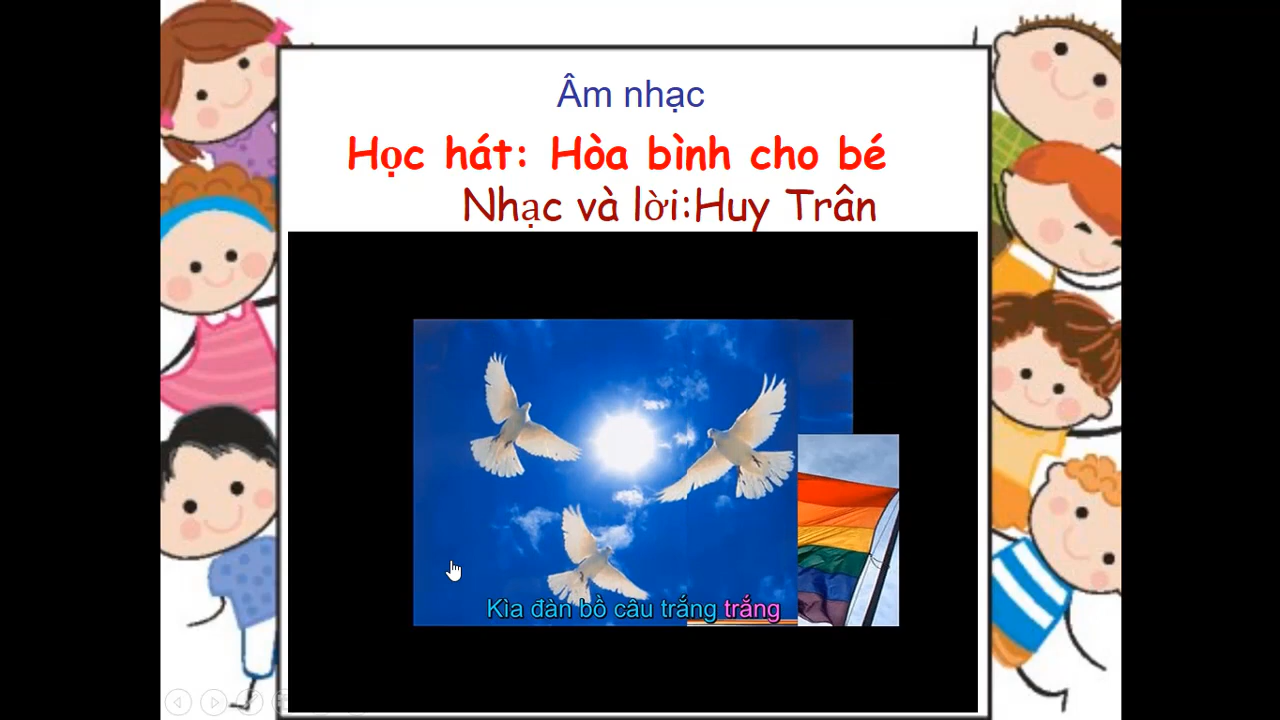 Âm nhạc
Học hát: Hòa bình cho bé
Nhạc và lời:Huy Trân
Kìa đàn bồ câu trắng trắng